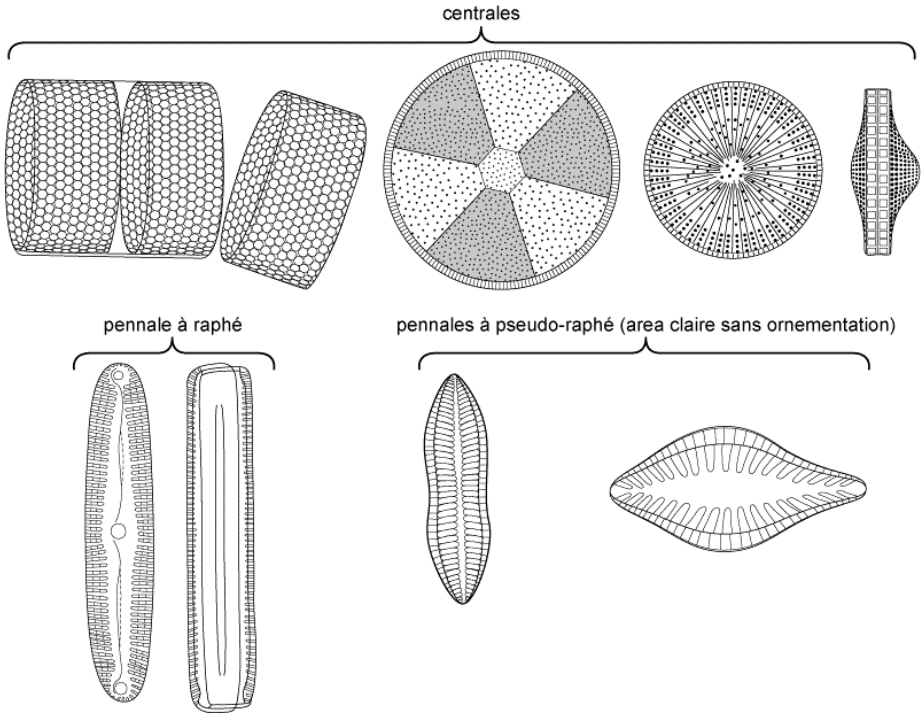 centrales
pennale à raphé
pennales à pseudo-raphé (area claire sans ornementation)